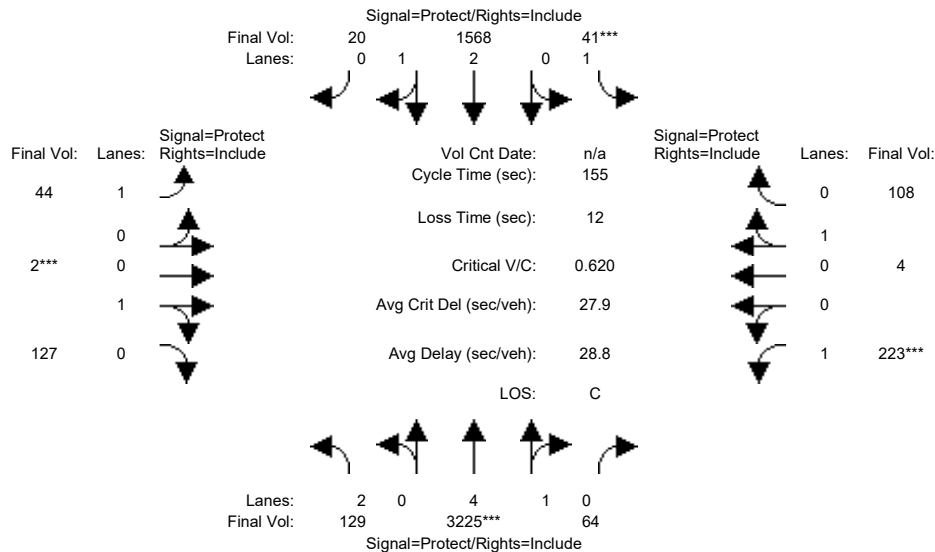 Signal=Protect/Rights=Include
Final Vol: 20 1568 41***
Lanes: 0 1 2 0 1
Signal=Protect Signal=Protect
Final Vol: Lanes: Rights=Include Vol Cnt Date: n/a Rights=Include Lanes: Final Vol:
Cycle Time (sec): 155
44 1 0 108
Loss Time (sec): 12
0 1
2*** 0 Critical V/C: 0.620 0 4
1 Avg Crit Del (sec/veh): 27.9 0
127 0 Avg Delay (sec/veh): 28.8 1 223***
LOS: C
Lanes: 2 0 4 1 0
Final Vol: 129 3225*** 64
Signal=Protect/Rights=Include